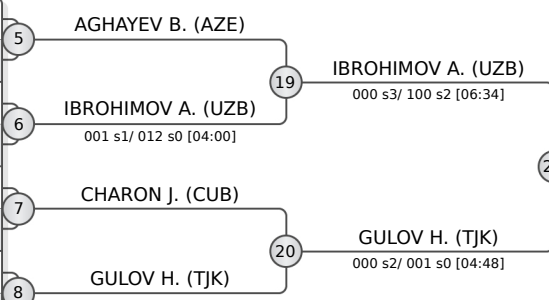 AGHAYEV B. (AZE)
5
19
IBROHIMOV A. (UZB)
000 s3/ 100 s2 [06:34]
IBROHIMOV A. (UZB)
6
001 s1/ 012 s0 [04:00]
CHARON J. (CUB)
7
20
GULOV H. (TJK)
000 s2/ 001 s0 [04:48]
GULOV H. (TJK)
8